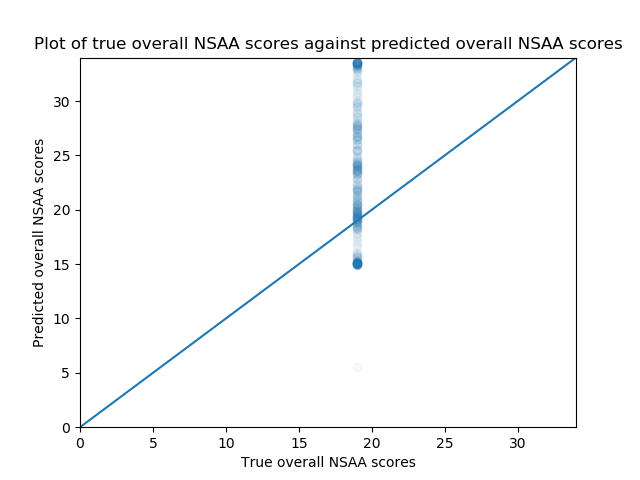 Plot of true overall NSAA scores against predicted overall NSAA scores
Predicted overall NSAA scores
30
25
20
15
10
5
0
0 5 10 15 20 25 30
True overall NSAA scores